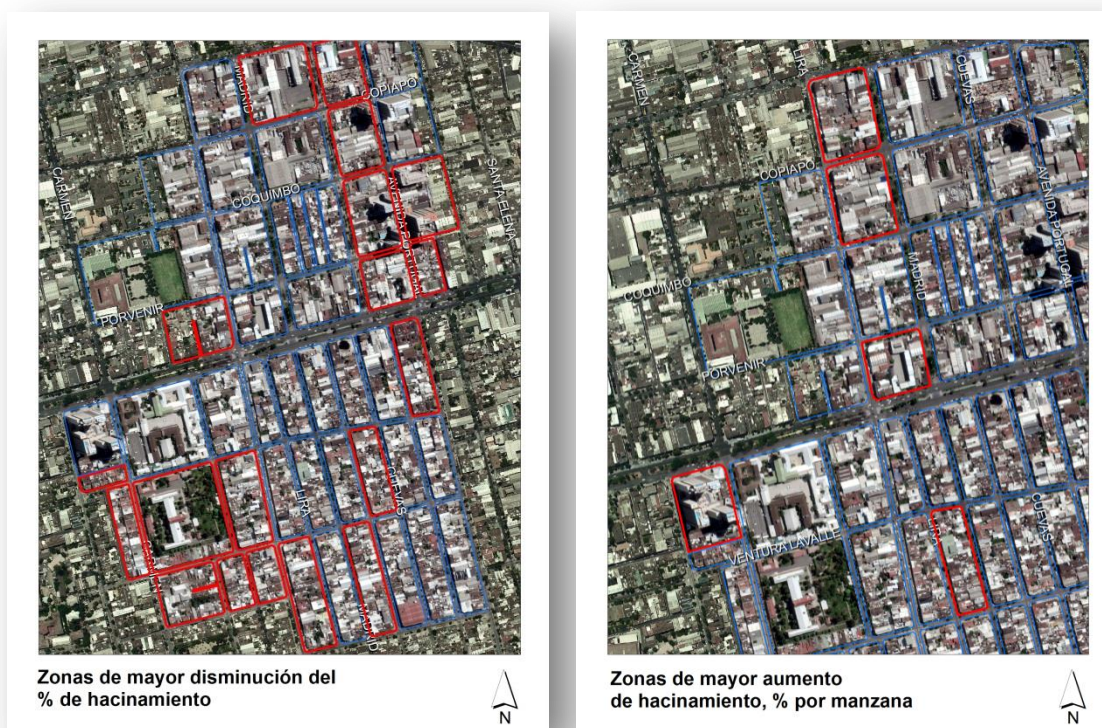 MADRID
COPIAPO
CARMEN
COQUIMBO
SANTA ELENA
AVENIDA PORTUGAL
PORVENIR
LIRA
CUEVAS
CARMEN
MADRID
Zonas de mayor disminución del
% de hacinamiento
N
CARMEN
LIRA
CUEVAS
COPIAPO
AVENIDA PORTUGAL
MADRID
COQUIMBO
PORVENIR
VENTURA LAVALLE
CUEVAS
Zonas de mayor aumento
de hacinamiento, % por manzana
N